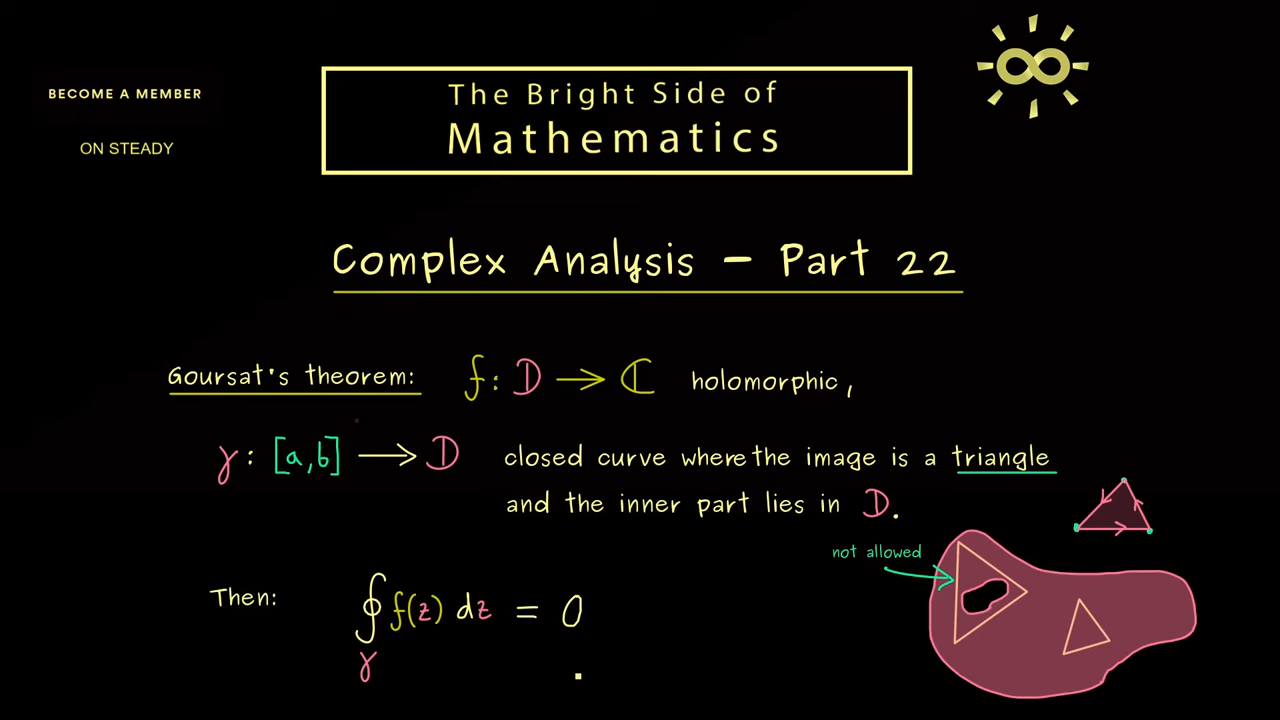 BECOME A MEMBER
ON STEADY
The Bright Side of
Mathematics
Complex Analysis – Part 22
Goursat's theorem: f: D → ℂ holomorphic,
γ: [a,b] → D closed curve where the image is a triangle
and the inner part lies in D.
not allowed
Then: ∮ f(z) dz = 0
γ